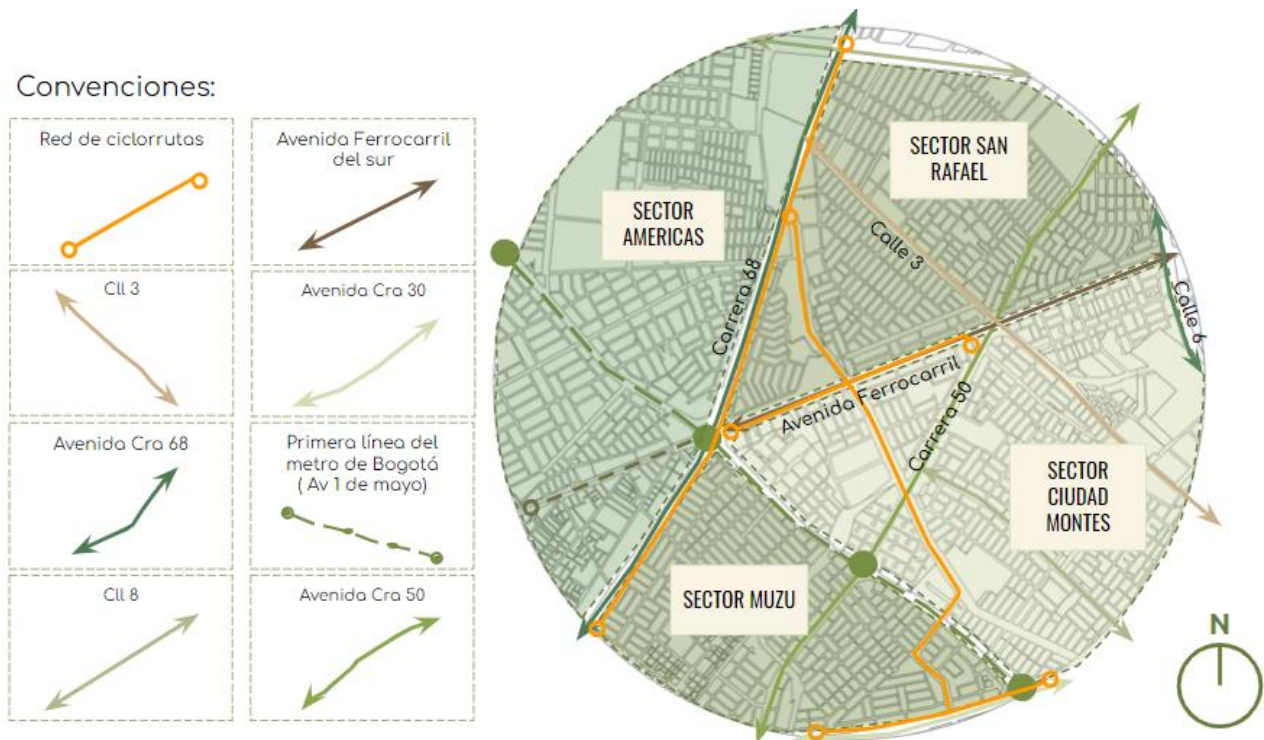 Convenciones:
Red de ciclorrutas
Avenida Ferrocarril
del sur
Cll 3
Avenida Cra 30
Avenida Cra 68
Primera línea del
metro de Bogotá
( Av 1 de mayo)
Cll 8
Avenida Cra 50
SECTOR SAN
RAFAEL
SECTOR
AMERICAS
Calle 3
Carrera 68
Calle 6
Avenida Ferrocarril
Carrera 50
SECTOR
CIUDAD
MONTES
SECTOR MUZU
N